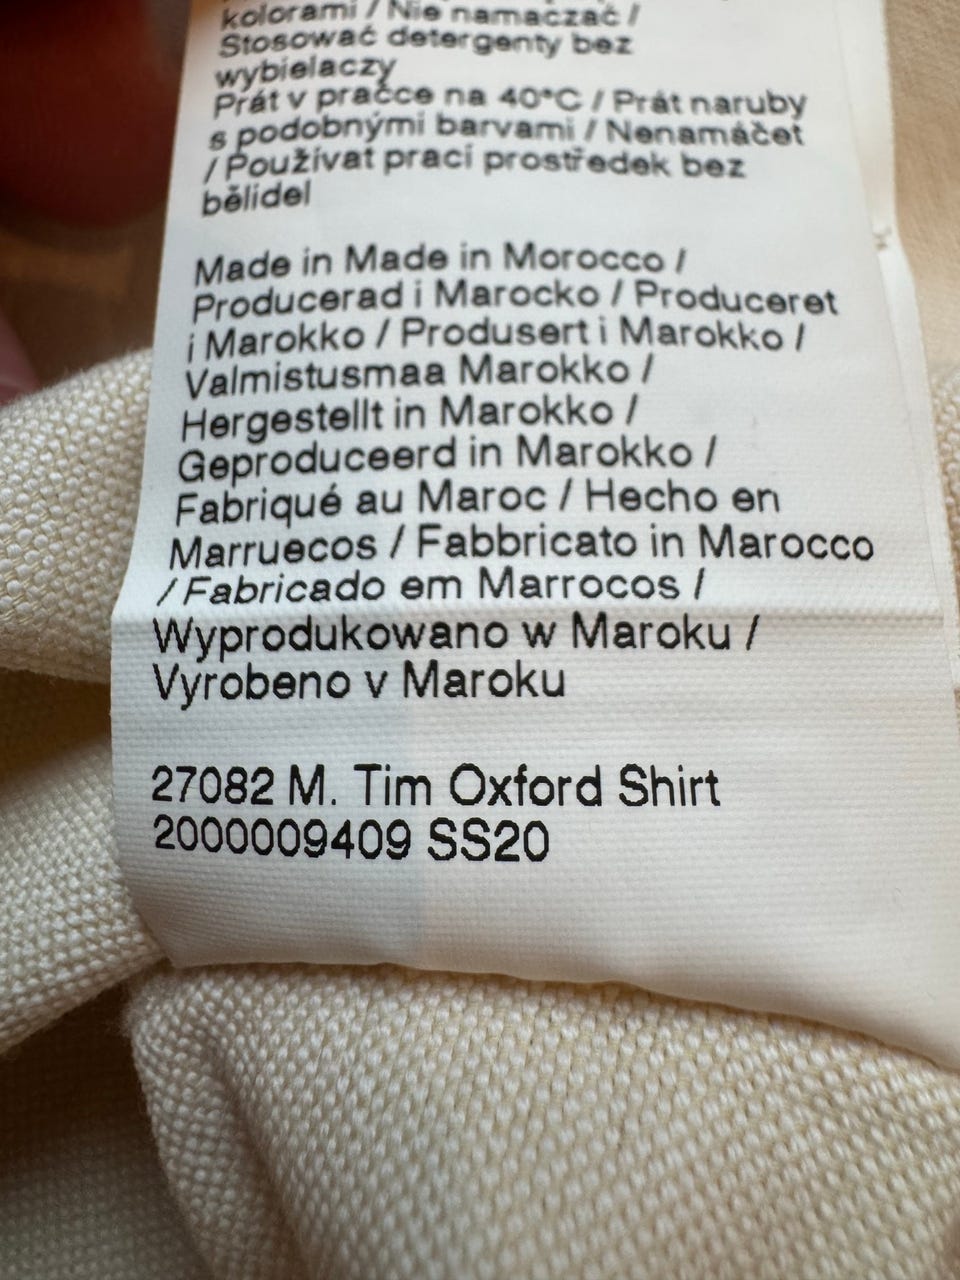 kolorami / Nie namaczać /
Stosować detergenty bez
wybielaczy
Prát v pračce na 40°C / Prát naruby
s podobnými barvami / Nenamáčet
/ Používat prací prostředek bez
bělidel
Made in Made in Morocco /
Producerad i Marocko / Produceret
i Marokko / Produsert i Marokko /
Valmistusmaa Marokko /
Hergestellt in Marokko /
Geproduceerd in Marokko /
Fabriqué au Maroc / Hecho en
Marruecos / Fabbricato in Marocco
/ Fabricado em Marrocos /
Wyprodukowano w Maroku /
Vyrobeno v Maroku
27082 M. Tim Oxford Shirt
2000009409 SS20